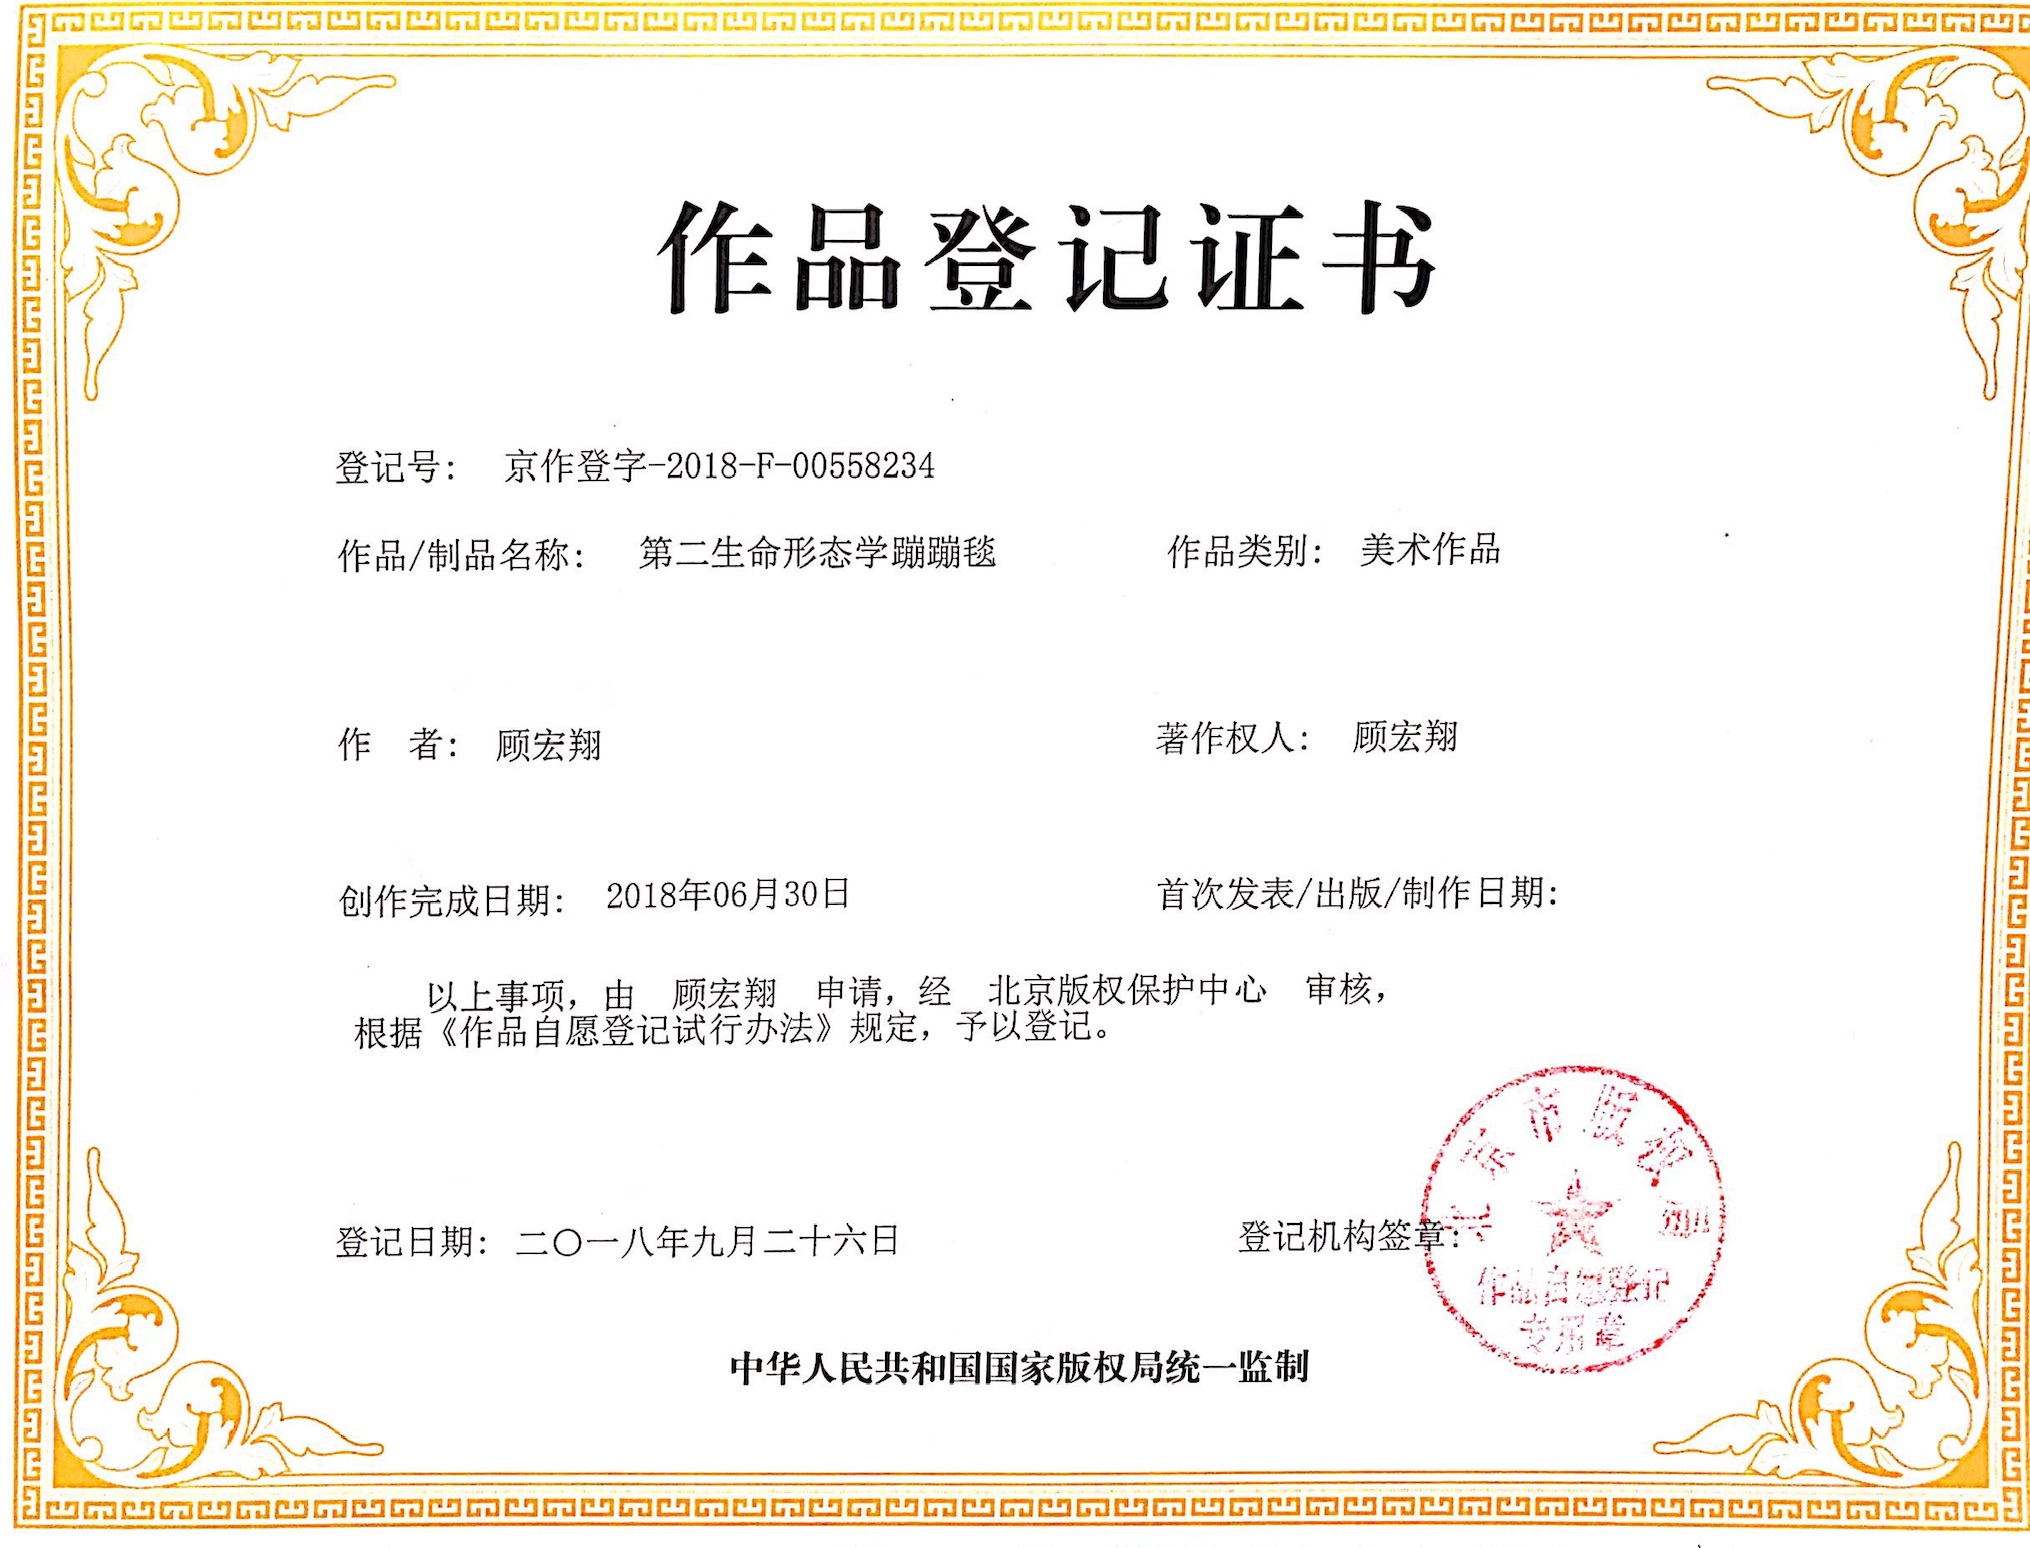 作品登记证书
登记号： 京作登字-2018-F-00558234
作品/制品名称： 第二生命形态学蹦蹦毯 作品类别： 美术作品
作 者： 顾宏翔 著作权人： 顾宏翔
创作完成日期： 2018年06月30日 首次发表/出版/制作日期：
以上事项，由 顾宏翔 申请，经 北京版权保护中心 审核，
根据《作品自愿登记试行办法》规定，予以登记。
北京市版权局
登记日期： 二〇一八年九月二十六日 登记机构签章：
作品自愿登记
专用章
中华人民共和国国家版权局统一监制